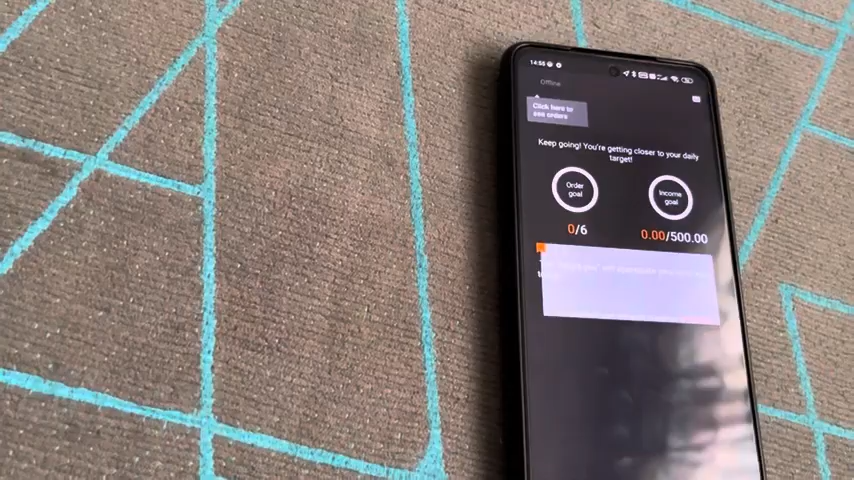 14:55
Offline
Click here to
see orders
Keep going! You're getting closer to your daily
target!
Order
goal
Income
goal
0/6
0.00/500.00